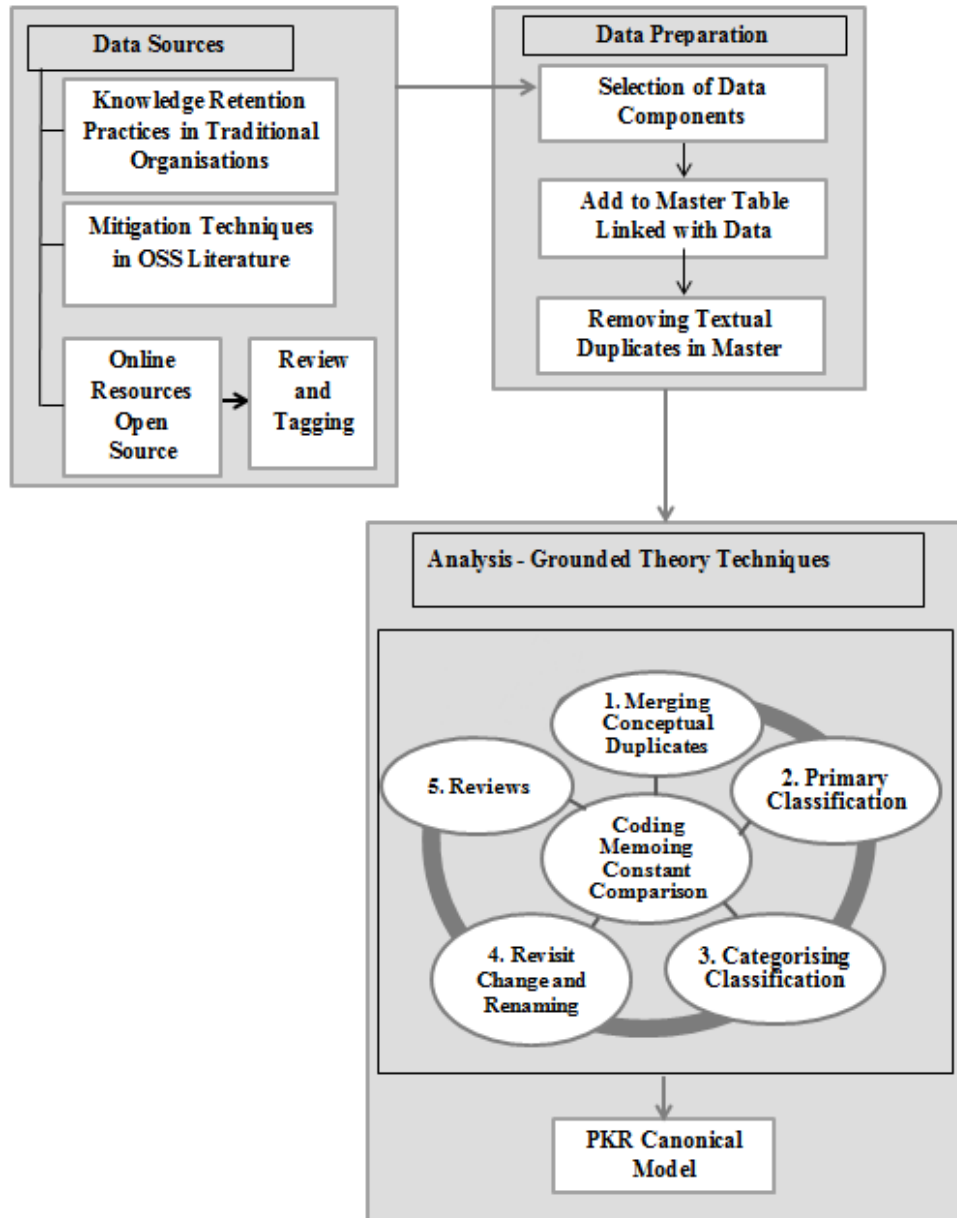 Data Sources
Knowledge Retention
Practices in Traditional
Organisations
Mitigation Techniques
in OSS Literature
Online
Resources
Open
Source
Review
and
Tagging
Data Preparation
Selection of Data
Components
Add to Master Table
Linked with Data
Removing Textual
Duplicates in Master
Analysis - Grounded Theory Techniques
1. Merging
Conceptual
Duplicates
2. Primary
Classification
3. Categorising
Classification
4. Revisit
Change and
Renaming
5. Reviews
Coding
Memoing
Constant
Comparison
PKR Canonical
Model